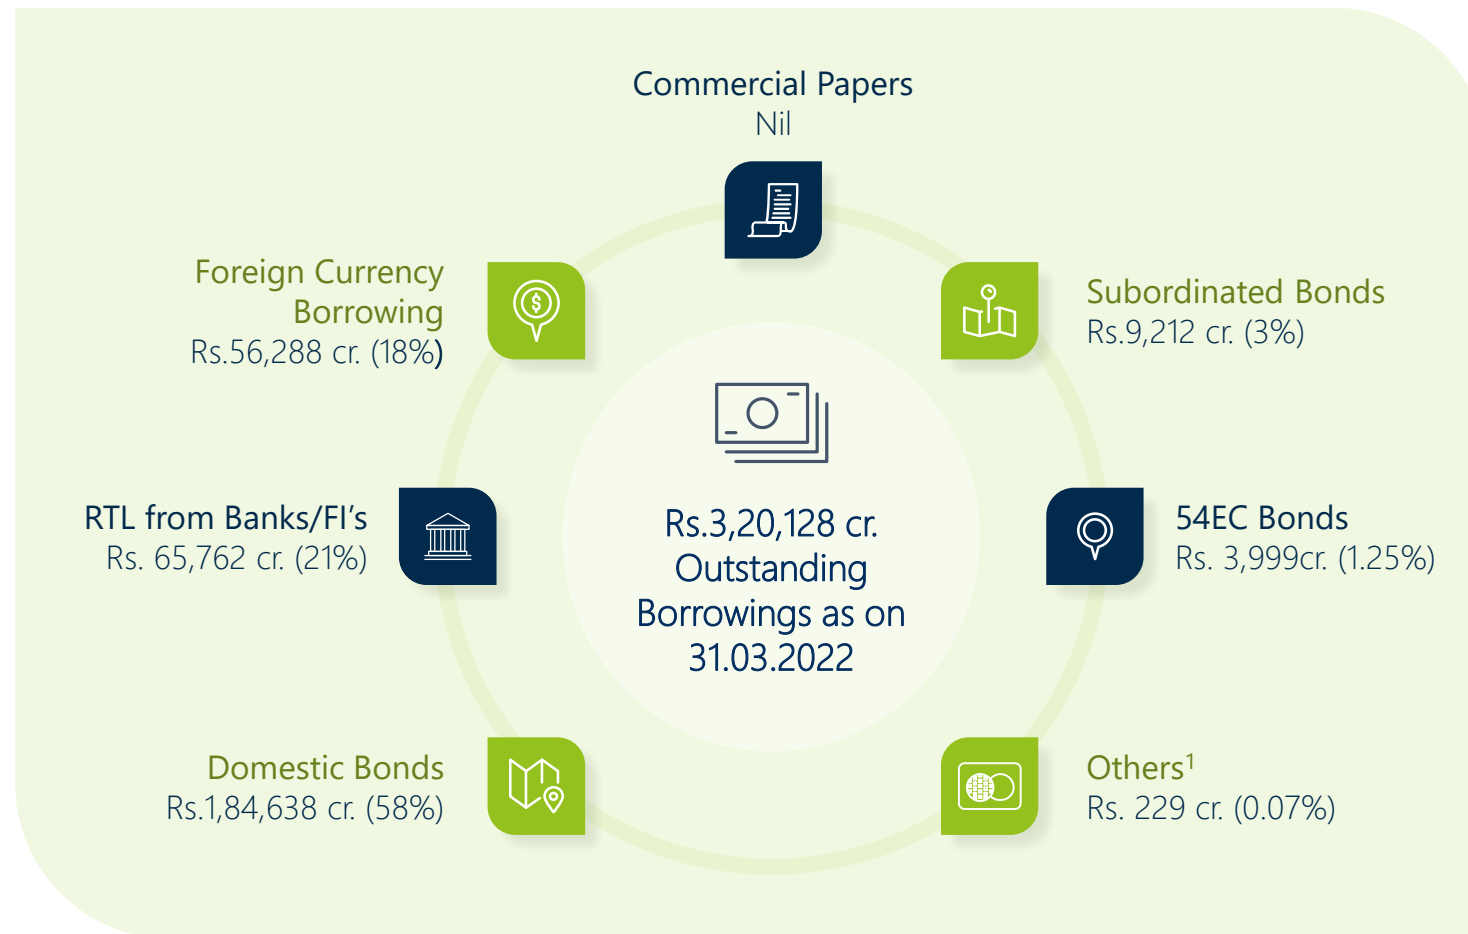 Commercial Papers
Nil
Foreign Currency
Borrowing
Rs.56,288 cr. (18%)
Subordinated Bonds
Rs.9,212 cr. (3%)
RTL from Banks/FI's
Rs. 65,762 cr. (21%)
Rs.3,20,128 cr.
Outstanding
Borrowings as on
31.03.2022
54EC Bonds
Rs. 3,999cr. (1.25%)
Domestic Bonds
Rs.1,84,638 cr. (58%)
Others¹
Rs. 229 cr. (0.07%)